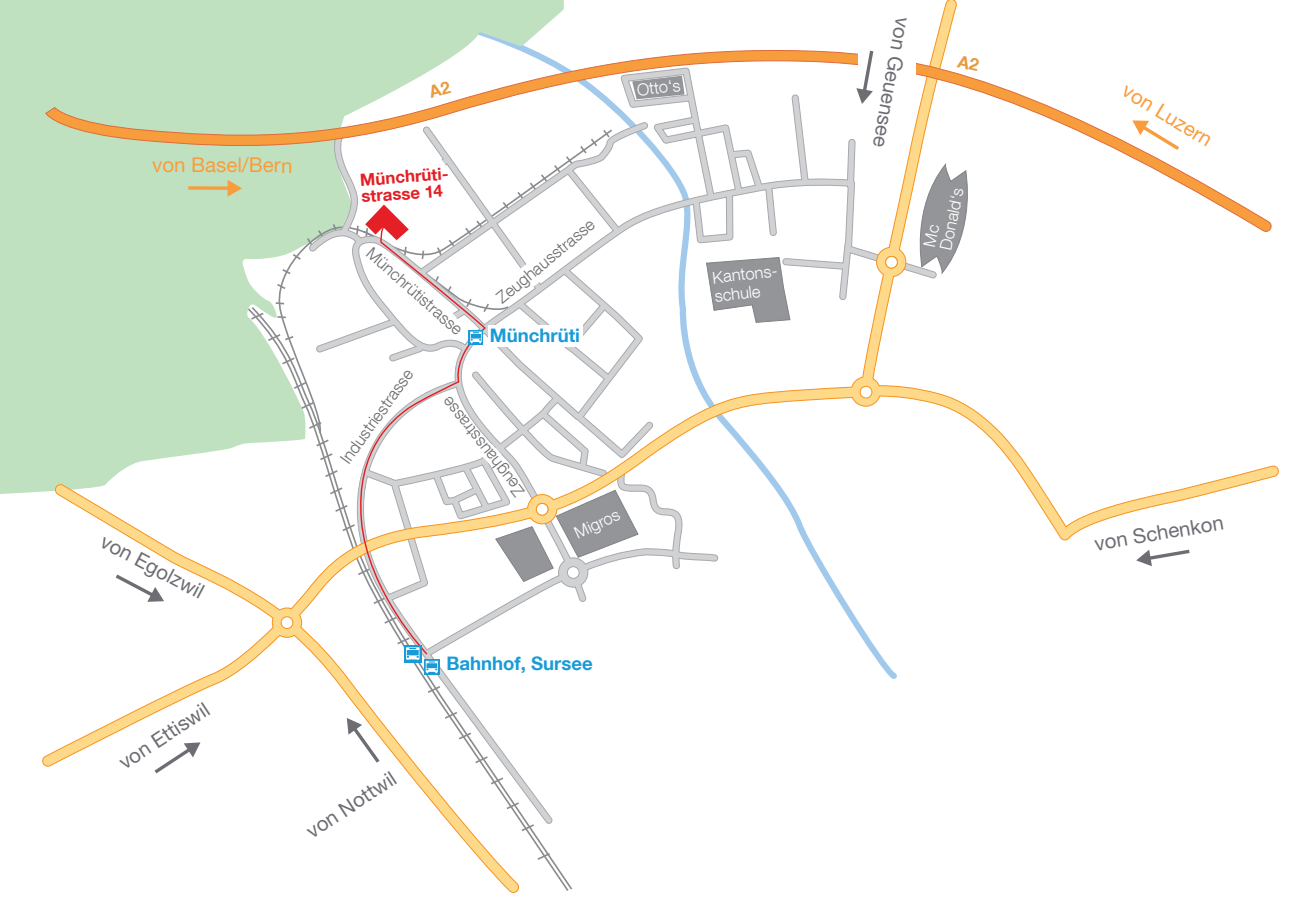 von Geuensee
A2
A2
Otto's
von Luzern
von Basel/Bern
Münchrüti-
strasse 14
Mc
Donald's
Zeughausstrasse
Münchrütistrasse
Kantons-
schule
Münchrüti
Industriestrasse
Zeughausstrasse
Migros
von Schenkon
von Egolzwil
Bahnhof, Sursee
von Ettiswil
von Nottwil